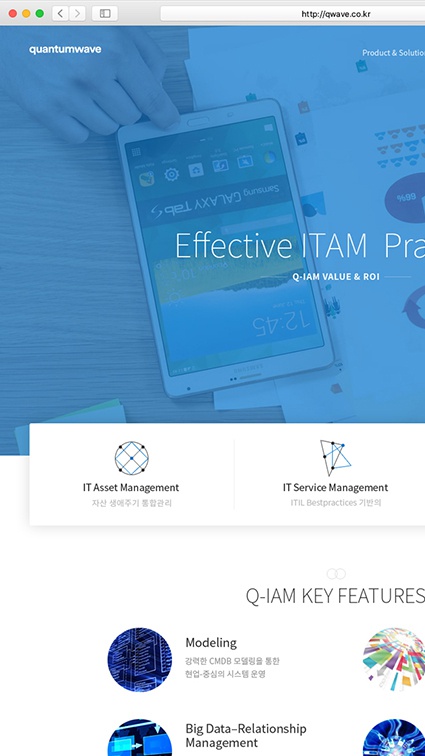 http://qwave.co.kr
quantumwave
Product & Solutio
Samsung GALAXY Tab S
%68
Effective ITAM Pra
Q-IAM VALUE & ROI
12:45
SAMSUNG
IT Asset Management
자산 생애주기 통합관리
IT Service Management
ITIL Bestpractices 기반의
Q-IAM KEY FEATURES
Modeling
강력한 CMDB 모델링을 통한
현업-중심의 시스템 운영
Big Data–Relationship
Management